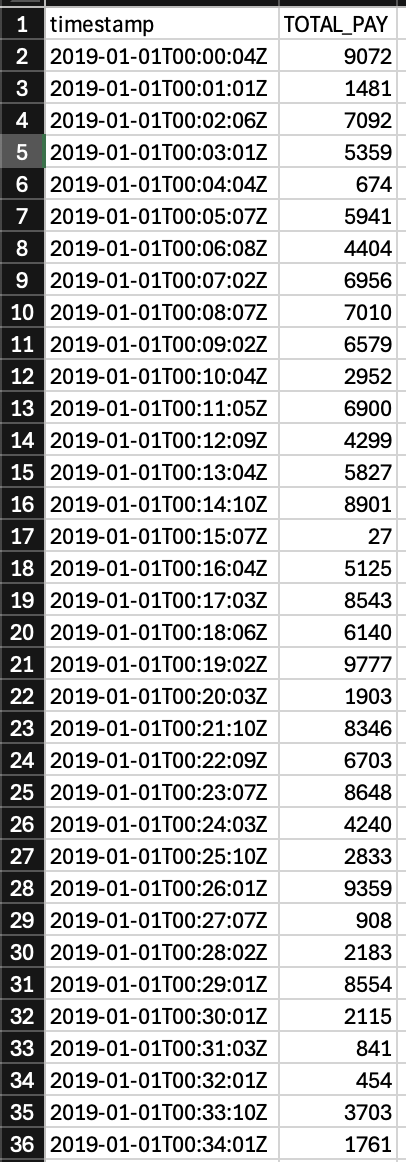 1 timestamp TOTAL_PAY
2 2019-01-01T00:00:04Z 9072
3 2019-01-01T00:01:01Z 1481
4 2019-01-01T00:02:06Z 7092
5 2019-01-01T00:03:01Z 5359
6 2019-01-01T00:04:04Z 674
7 2019-01-01T00:05:07Z 5941
8 2019-01-01T00:06:08Z 4404
9 2019-01-01T00:07:02Z 6956
10 2019-01-01T00:08:07Z 7010
11 2019-01-01T00:09:02Z 6579
12 2019-01-01T00:10:04Z 2952
13 2019-01-01T00:11:05Z 6900
14 2019-01-01T00:12:09Z 4299
15 2019-01-01T00:13:04Z 5827
16 2019-01-01T00:14:10Z 8901
17 2019-01-01T00:15:07Z 27
18 2019-01-01T00:16:04Z 5125
19 2019-01-01T00:17:03Z 8543
20 2019-01-01T00:18:06Z 6140
21 2019-01-01T00:19:02Z 9777
22 2019-01-01T00:20:03Z 1903
23 2019-01-01T00:21:10Z 8346
24 2019-01-01T00:22:09Z 6703
25 2019-01-01T00:23:07Z 8648
26 2019-01-01T00:24:03Z 4240
27 2019-01-01T00:25:10Z 2833
28 2019-01-01T00:26:01Z 9359
29 2019-01-01T00:27:07Z 908
30 2019-01-01T00:28:02Z 2183
31 2019-01-01T00:29:01Z 8554
32 2019-01-01T00:30:01Z 2115
33 2019-01-01T00:31:03Z 841
34 2019-01-01T00:32:01Z 454
35 2019-01-01T00:33:10Z 3703
36 2019-01-01T00:34:01Z 1761